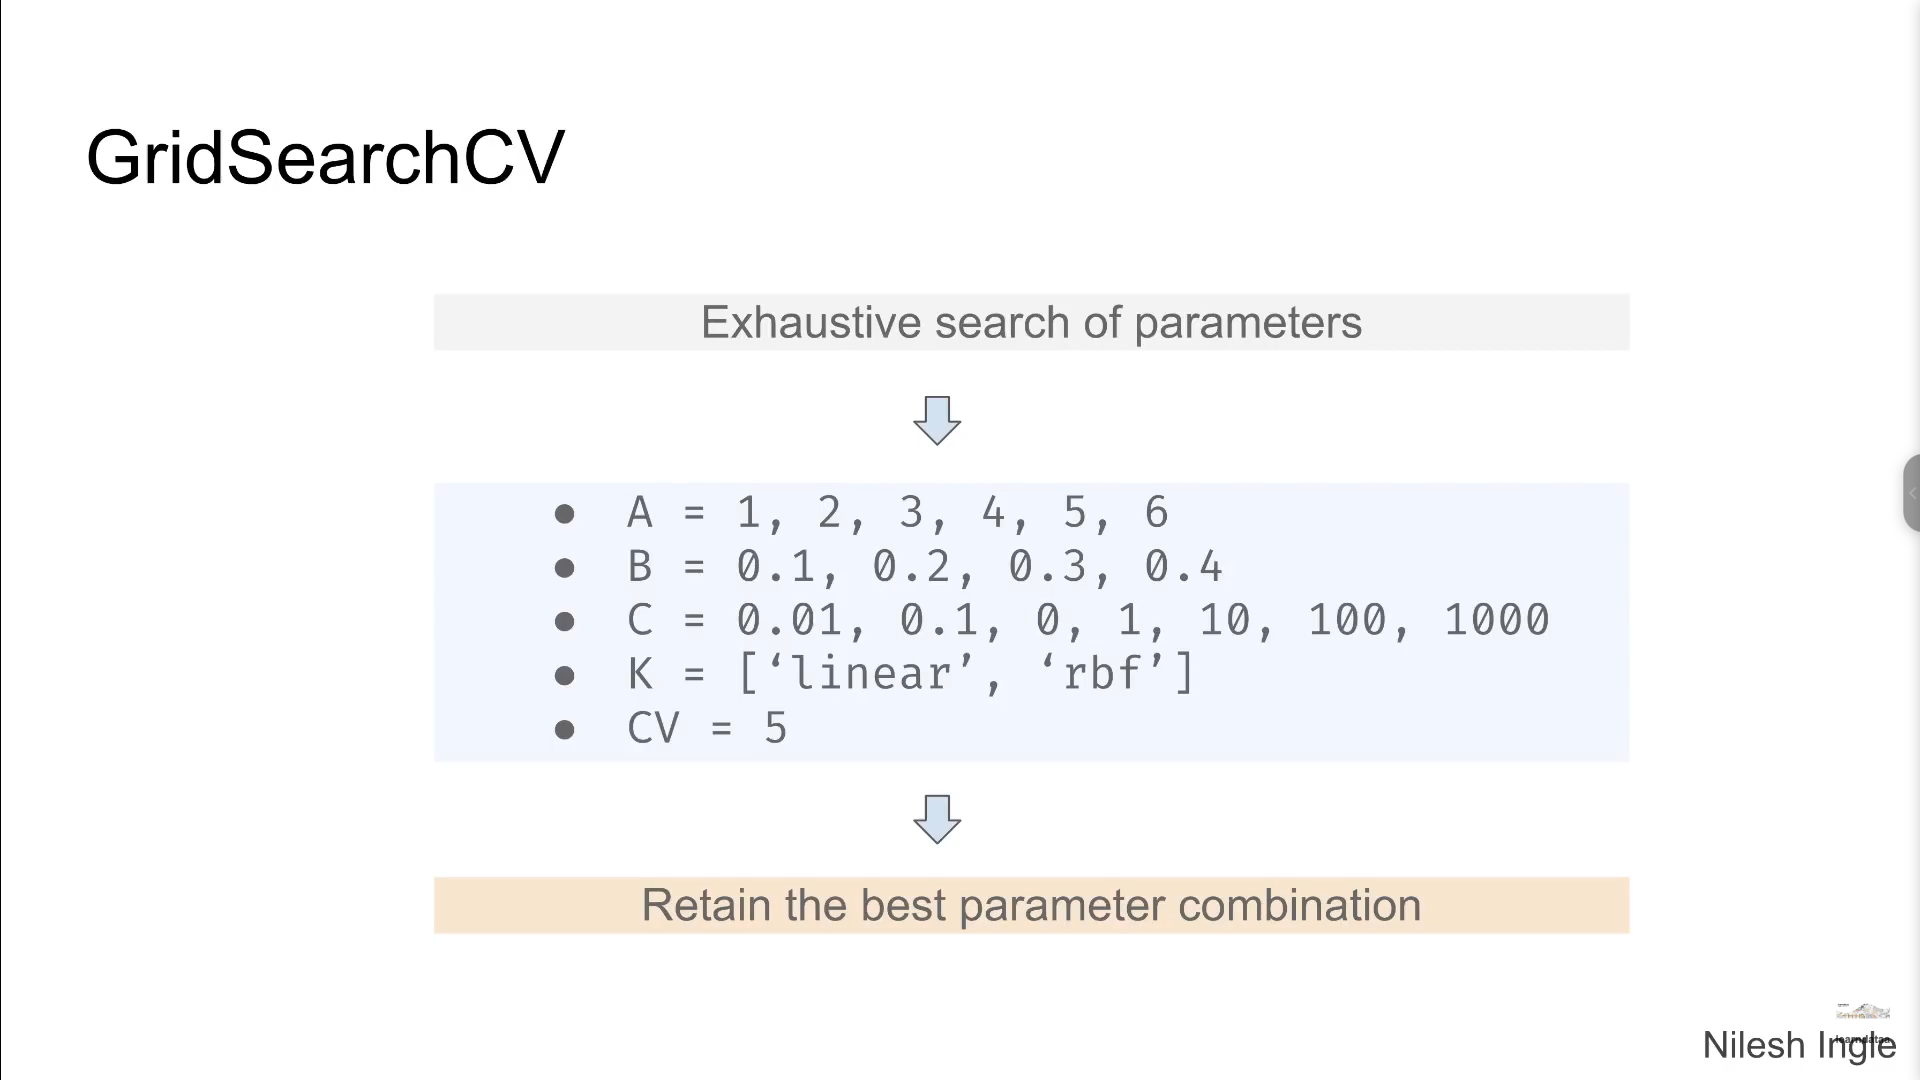 GridSearchCV
Exhaustive search of parameters
● A = 1, 2, 3, 4, 5, 6
● B = 0.1, 0.2, 0.3, 0.4
● C = 0.01, 0.1, 0, 1, 10, 100, 1000
● K = [‘linear’, ‘rbf’]
● CV = 5
Retain the best parameter combination
Nilesh Ingle